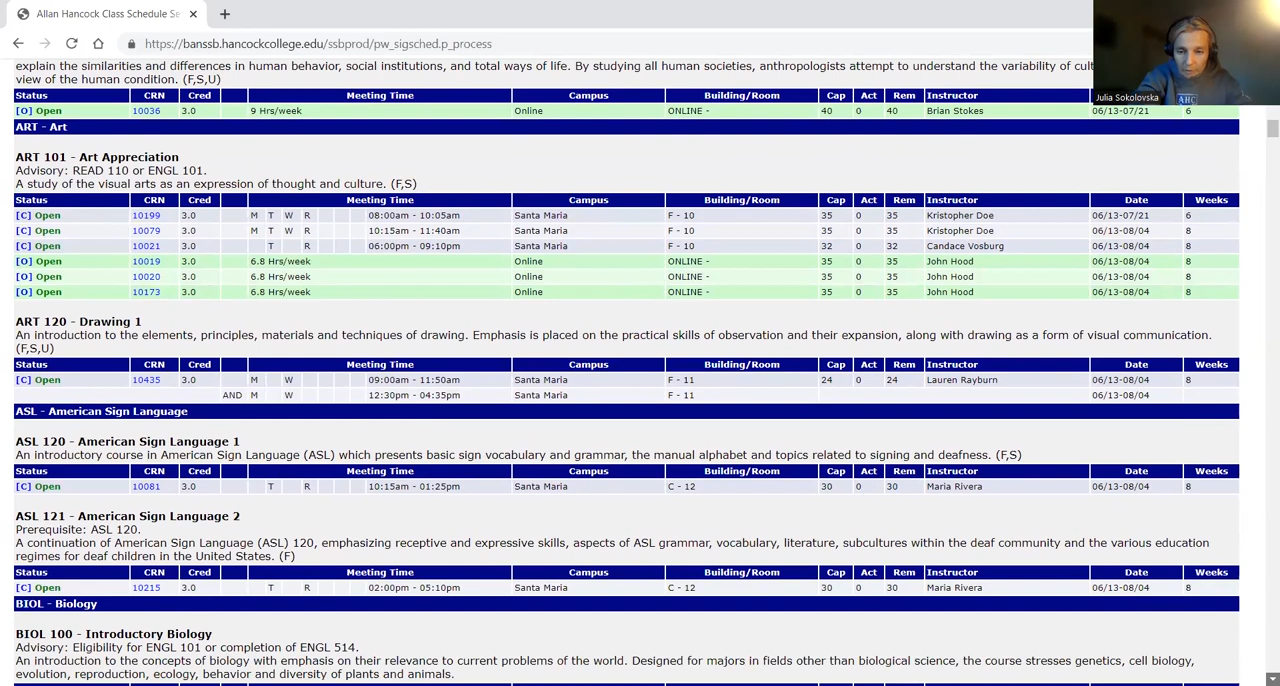 Allan Hancock Class Schedule Se
https://banssb.hancockcollege.edu/ssbprod/pw_sigsched.p_process
Julia Sokolovska
AHC
explain the similarities and differences in human behavior, social institutions, and total ways of life. By studying all human societies, anthropologists attempt to understand the variability of cult
view of the human condition. (F,S,U)
Status CRN Cred Meeting Time Campus Building/Room Cap Act Rem Instructor
[O] Open 10036 3.0 9 Hrs/week Online ONLINE - 40 0 40 Brian Stokes 06/13-07/21 6
ART - Art
ART 101 - Art Appreciation
Advisory: READ 110 or ENGL 101.
A study of the visual arts as an expression of thought and culture. (F,S)
Status CRN Cred Meeting Time Campus Building/Room Cap Act Rem Instructor Date Weeks
[C] Open 10199 3.0 M T W R 08:00am - 10:05am Santa Maria F - 10 35 0 35 Kristopher Doe 06/13-07/21 6
[C] Open 10079 3.0 M T W R 10:15am - 11:40am Santa Maria F - 10 35 0 35 Kristopher Doe 06/13-08/04 8
[C] Open 10021 3.0 T R 06:00pm - 09:10pm Santa Maria F - 10 32 0 32 Candace Vosburg 06/13-08/04 8
[O] Open 10019 3.0 6.8 Hrs/week Online ONLINE - 35 0 35 John Hood 06/13-08/04 8
[O] Open 10020 3.0 6.8 Hrs/week Online ONLINE - 35 0 35 John Hood 06/13-08/04 8
[O] Open 10173 3.0 6.8 Hrs/week Online ONLINE - 35 0 35 John Hood 06/13-08/04 8
ART 120 - Drawing 1
An introduction to the elements, principles, materials and techniques of drawing. Emphasis is placed on the practical skills of observation and their expansion, along with drawing as a form of visual communication.
(F,S,U)
Status CRN Cred Meeting Time Campus Building/Room Cap Act Rem Instructor Date Weeks
[C] Open 10435 3.0 M W 09:00am - 11:50am Santa Maria F - 11 24 0 24 Lauren Rayburn 06/13-08/04 8
AND M W 12:30pm - 04:35pm Santa Maria F - 11 06/13-08/04
ASL - American Sign Language
ASL 120 - American Sign Language 1
An introductory course in American Sign Language (ASL) which presents basic sign vocabulary and grammar, the manual alphabet and topics related to signing and deafness. (F,S)
Status CRN Cred Meeting Time Campus Building/Room Cap Act Rem Instructor Date Weeks
[C] Open 10081 3.0 T R 10:15am - 01:25pm Santa Maria C - 12 30 0 30 Maria Rivera 06/13-08/04 8
ASL 121 - American Sign Language 2
Prerequisite: ASL 120.
A continuation of American Sign Language (ASL) 120, emphasizing receptive and expressive skills, aspects of ASL grammar, vocabulary, literature, subcultures within the deaf community and the various education
regimes for deaf children in the United States. (F)
Status CRN Cred Meeting Time Campus Building/Room Cap Act Rem Instructor Date Weeks
[C] Open 10215 3.0 T R 02:00pm - 05:10pm Santa Maria C - 12 30 0 30 Maria Rivera 06/13-08/04 8
BIOL - Biology
BIOL 100 - Introductory Biology
Advisory: Eligibility for ENGL 101 or completion of ENGL 514.
An introduction to the concepts of biology with emphasis on their relevance to current problems of the world. Designed for majors in fields other than biological science, the course stresses genetics, cell biology,
evolution, reproduction, ecology, behavior and diversity of plants and animals.